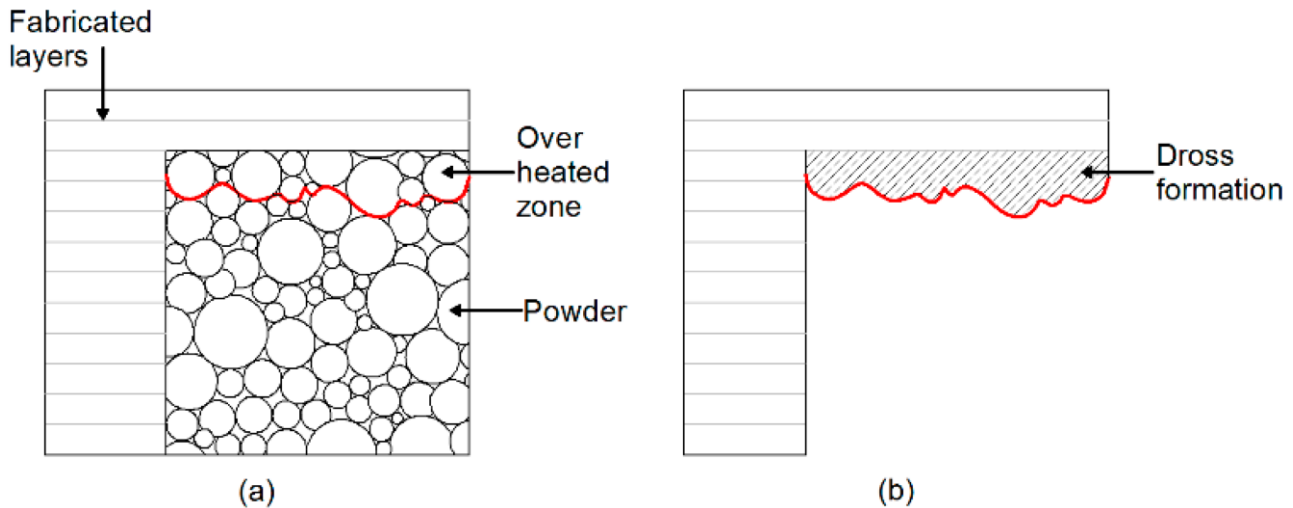 Fabricated
layers
Over
heated
zone
Powder
(a)
Dross
formation
(b)